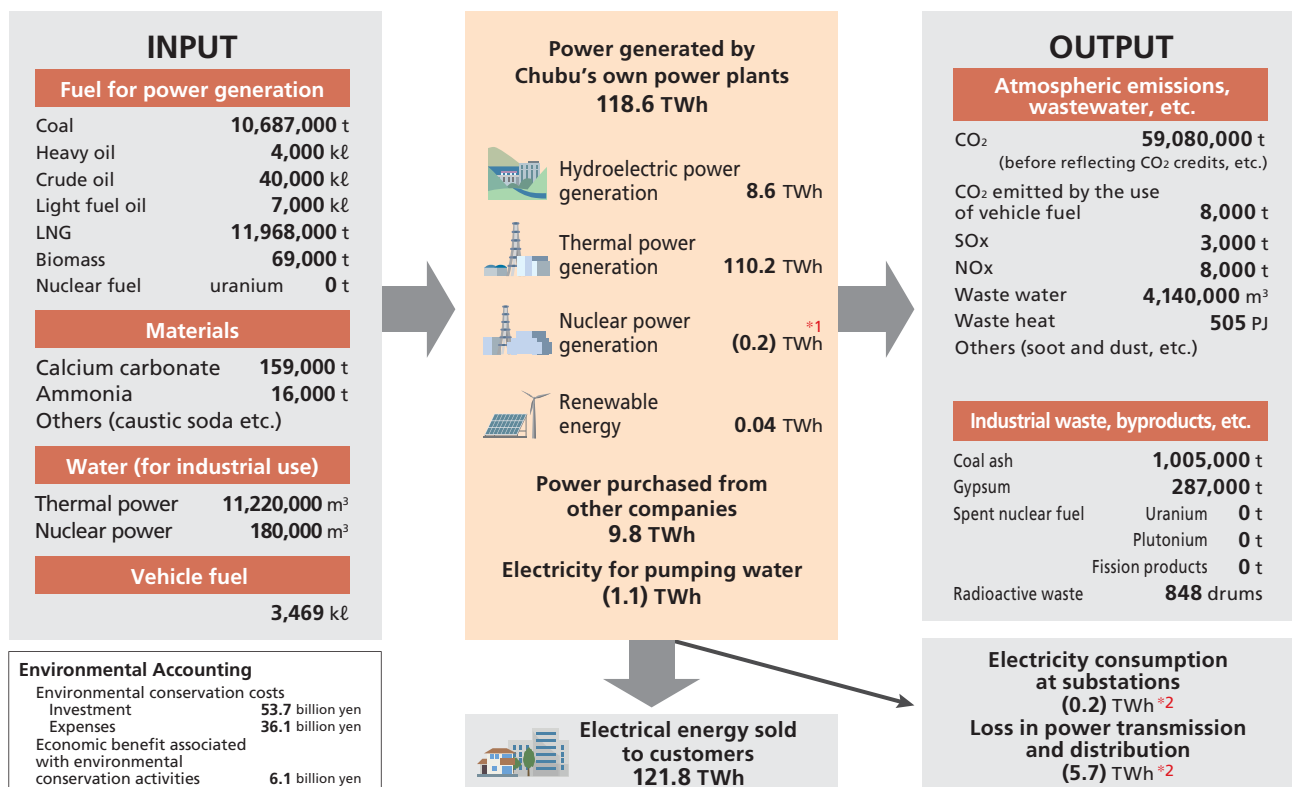 INPUT
Fuel for power generation
Coal 10,687,000 t
Heavy oil 4,000 kℓ
Crude oil 40,000 kℓ
Light fuel oil 7,000 kℓ
LNG 11,968,000 t
Biomass 69,000 t
Nuclear fuel uranium 0 t
Materials
Calcium carbonate 159,000 t
Ammonia 16,000 t
Others (caustic soda etc.)
Water (for industrial use)
Thermal power 11,220,000 m³
Nuclear power 180,000 m³
Vehicle fuel
3,469 kℓ
Environmental Accounting
Environmental conservation costs
Investment 53.7 billion yen
Expenses 36.1 billion yen
Economic benefit associated
with environmental
conservation activities 6.1 billion yen
Power generated by
Chubu's own power plants
118.6 TWh
Hydroelectric power
generation 8.6 TWh
Thermal power
generation 110.2 TWh
Nuclear power *1
generation (0.2) TWh
Renewable
energy 0.04 TWh
Power purchased from
other companies
9.8 TWh
Electricity for pumping water
(1.1) TWh
Electrical energy sold
to customers
121.8 TWh
OUTPUT
Atmospheric emissions,
wastewater, etc.
CO₂ 59,080,000 t
(before reflecting CO₂ credits, etc.)
CO₂ emitted by the use
of vehicle fuel 8,000 t
SOx 3,000 t
NOx 8,000 t
Waste water 4,140,000 m³
Waste heat 505 PJ
Others (soot and dust, etc.)
Industrial waste, byproducts, etc.
Coal ash 1,005,000 t
Gypsum 287,000 t
Spent nuclear fuel Uranium 0 t
Plutonium 0 t
Fission products 0 t
Radioactive waste 848 drums
Electricity consumption
at substations
(0.2) TWh *2
Loss in power transmission
and distribution
(5.7) TWh *2